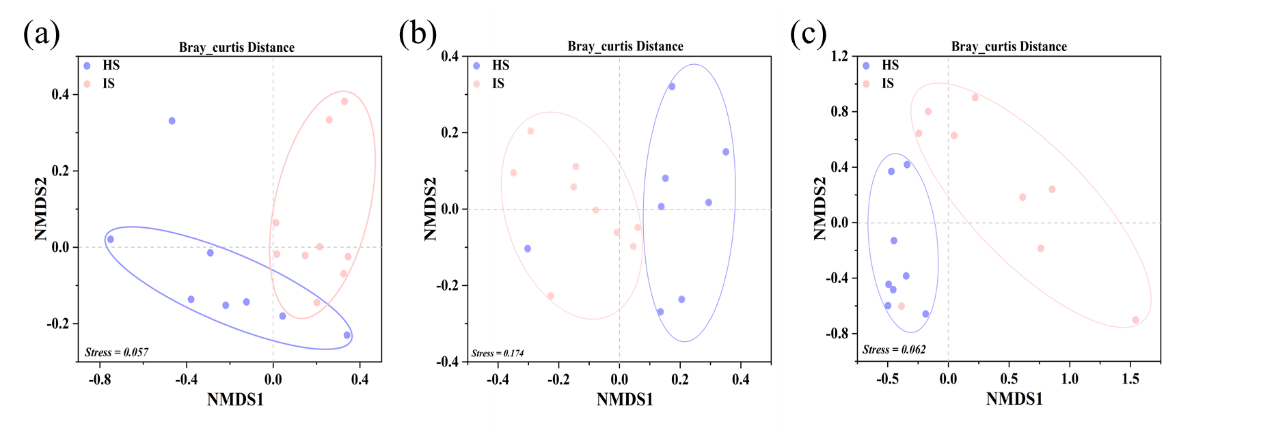 (a)
Bray_curtis Distance
HS
IS
NMDS2
0.4
0.2
0.0
-0.2
Stress = 0.057
-0.8
-0.4
0.0
0.4
NMDS1
(b)
Bray_curtis Distance
HS
IS
NMDS2
0.4
0.2
0.0
-0.2
-0.4
Stress = 0.174
-0.4
-0.2
0.0
0.2
0.4
NMDS1
(c)
Bray_curtis Distance
HS
IS
NMDS2
1.2
0.8
0.4
0.0
-0.4
-0.8
Stress = 0.062
-0.5
0.0
0.5
1.0
1.5
NMDS1